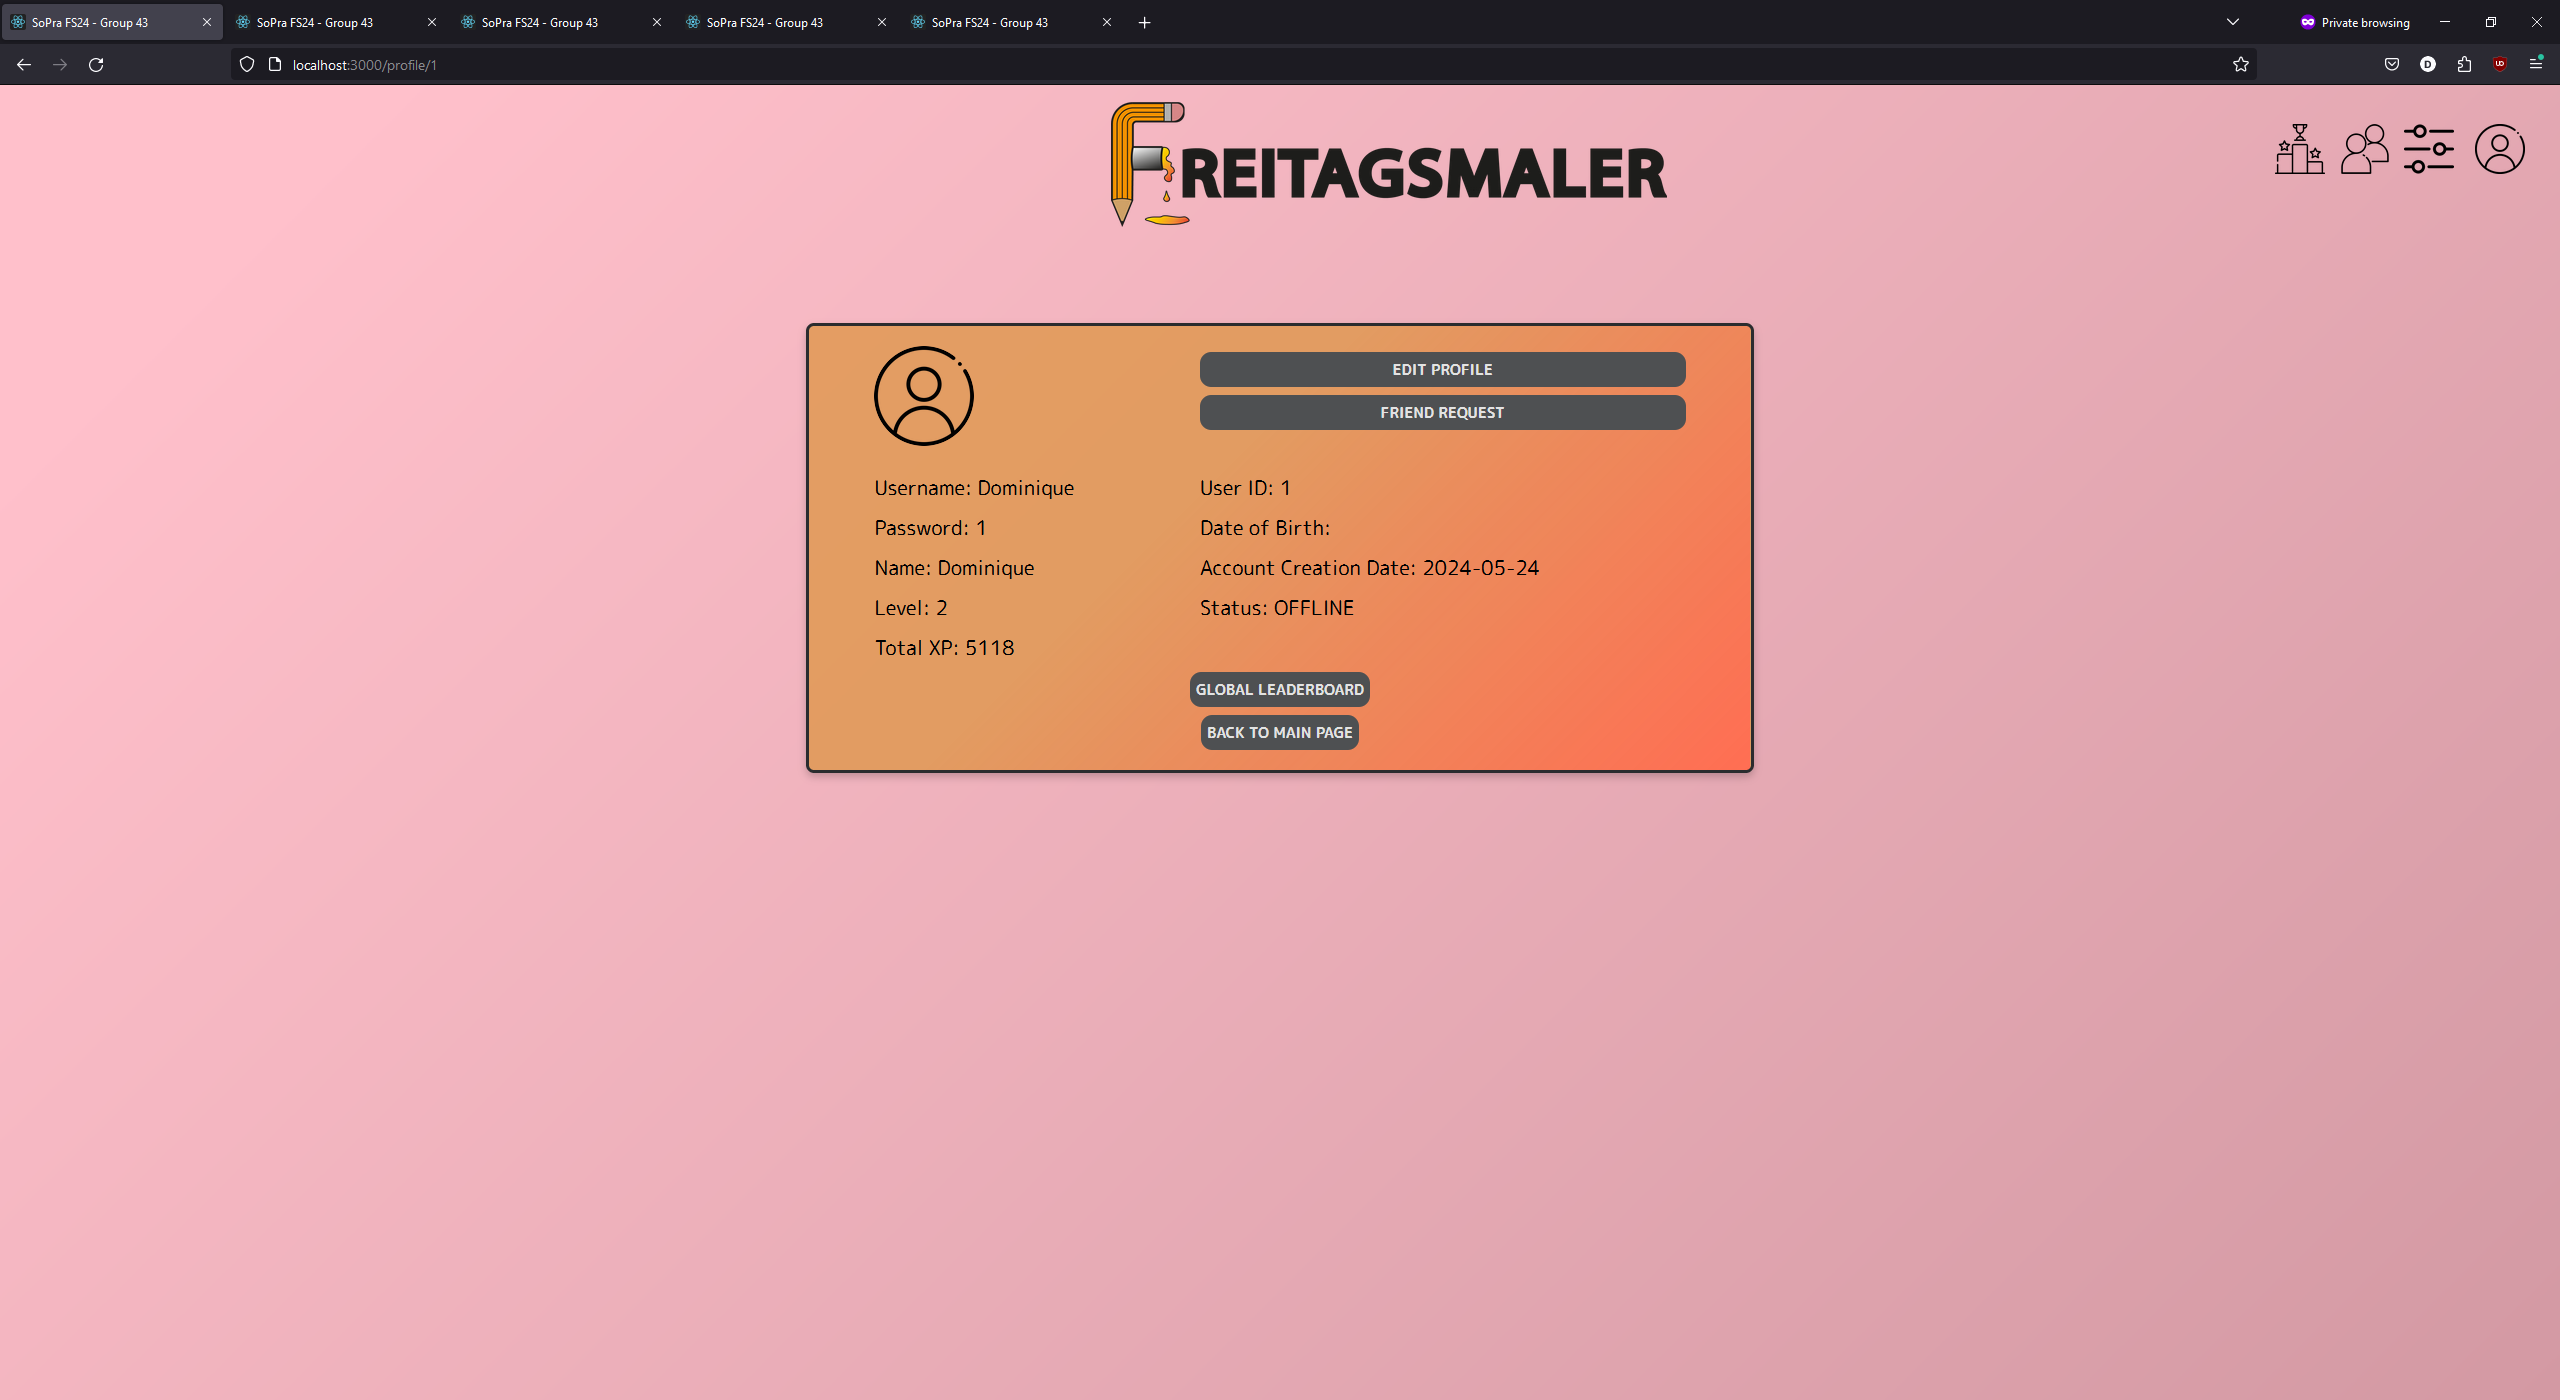 SoPra FS24 - Group 43
SoPra FS24 - Group 43
SoPra FS24 - Group 43
SoPra FS24 - Group 43
SoPra FS24 - Group 43
Private browsing
localhost:3000/profile/1
FREITAGSMALER
EDIT PROFILE
FRIEND REQUEST
Username: Dominique
User ID: 1
Password: 1
Date of Birth:
Name: Dominique
Account Creation Date: 2024-05-24
Level: 2
Status: OFFLINE
Total XP: 5118
GLOBAL LEADERBOARD
BACK TO MAIN PAGE